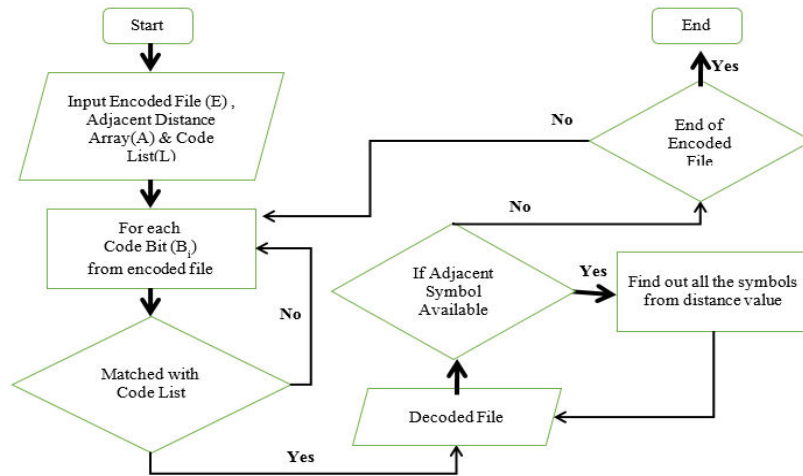 Start
Input Encoded File (E) ,
Adjacent Distance
Array(A) & Code
List(L)
For each
Code Bit (Bi)
from encoded file
No
Matched with
Code List
Yes
Decoded File
If Adjacent
Symbol
Available
Yes
Find out all the symbols
from distance value
No
End of
Encoded
File
No
Yes
End